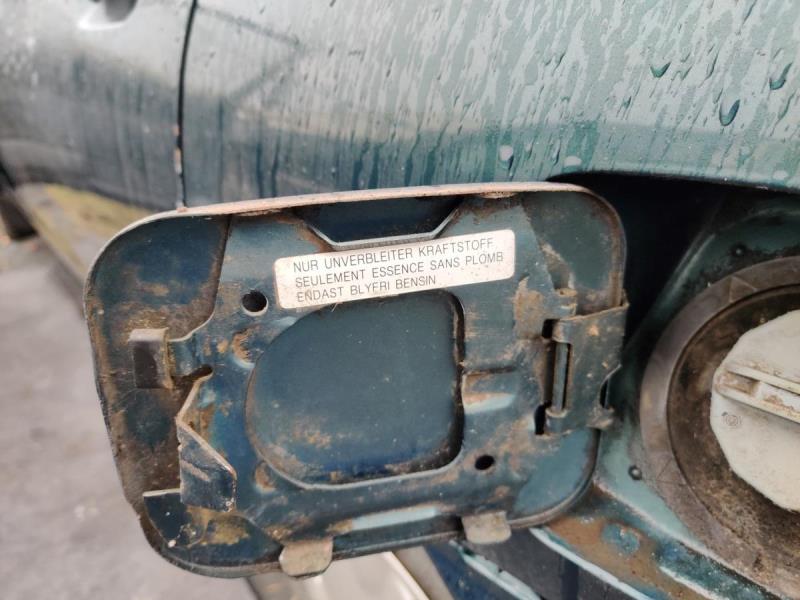 NUR UNVERBLEITER KRAFTSTOFF
SEULEMENT ESSENCE SANS PLOMB
ENDAST BLYFRI BENSIN